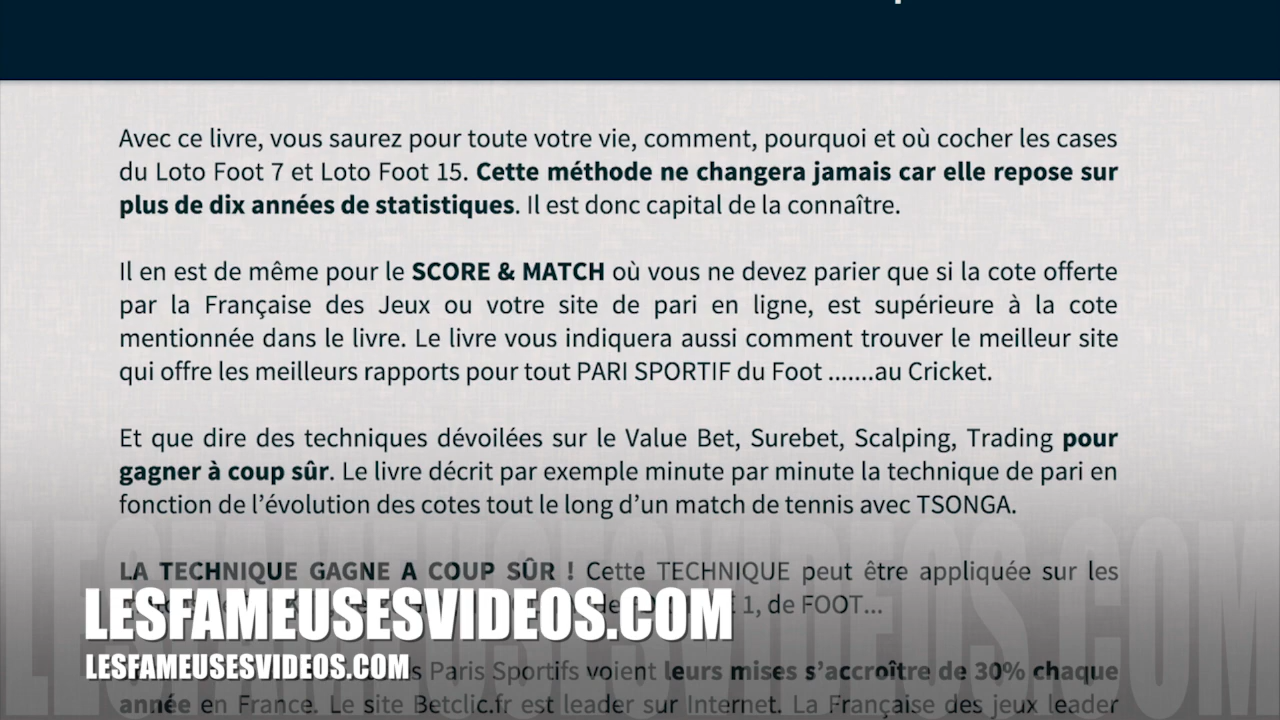 Avec ce livre, vous saurez pour toute votre vie, comment, pourquoi et où cocher les cases
du Loto Foot 7 et Loto Foot 15. Cette méthode ne changera jamais car elle repose sur
plus de dix années de statistiques. Il est donc capital de la connaître.
Il en est de même pour le SCORE & MATCH où vous ne devez parier que si la cote offerte
par la Française des Jeux ou votre site de pari en ligne, est supérieure à la cote
mentionnée dans le livre. Le livre vous indiquera aussi comment trouver le meilleur site
qui offre les meilleurs rapports pour tout PARI SPORTIF du Foot .......au Cricket.
Et que dire des techniques dévoilées sur le Value Bet, Surebet, Scalping, Trading pour
gagner à coup sûr. Le livre décrit par exemple minute par minute la technique de pari en
fonction de l'évolution des cotes tout le long d'un match de tennis avec TSONGA.
LA TECHNIQUE GAGNE A COUP SÛR ! Cette TECHNIQUE peut être appliquée sur les
1, de FOOT...
LESFAMEUSESVIDEOS.COM
LESFAMEUSESVIDEOS.COM
Paris Sportifs voient leurs mises s'accroître de 30% chaque
année en France. Le site Betclic.fr est leader sur Internet. La Française des jeux leader
LESFAMEUSESVIDEOS.COM